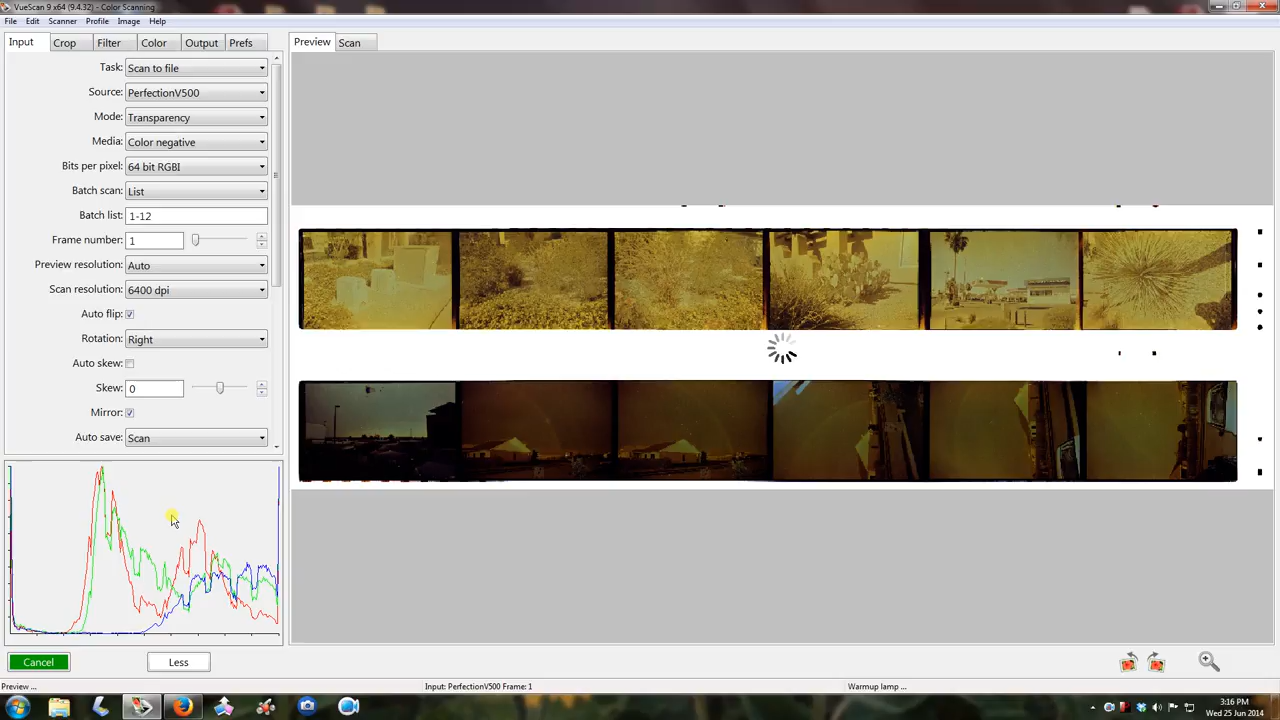 VueScan 9 x64 (9.4.32) - Color Scanning
File Edit Scanner Profile Image Help
Input Crop Filter Color Output Prefs Preview Scan
Task: Scan to file
Source: PerfectionV500
Mode: Transparency
Media: Color negative
Bits per pixel: 64 bit RGBI
Batch scan: List
Batch list: 1-12
Frame number: 1
Preview resolution: Auto
Scan resolution: 6400 dpi
Auto flip:
Rotation: Right
Auto skew:
Skew: 0
Mirror:
Auto save: Scan
Cancel Less
Preview ... Input: PerfectionV500 Frame: 1 Warmup lamp ...
3:16 PM
Wed 25 Jun 2014